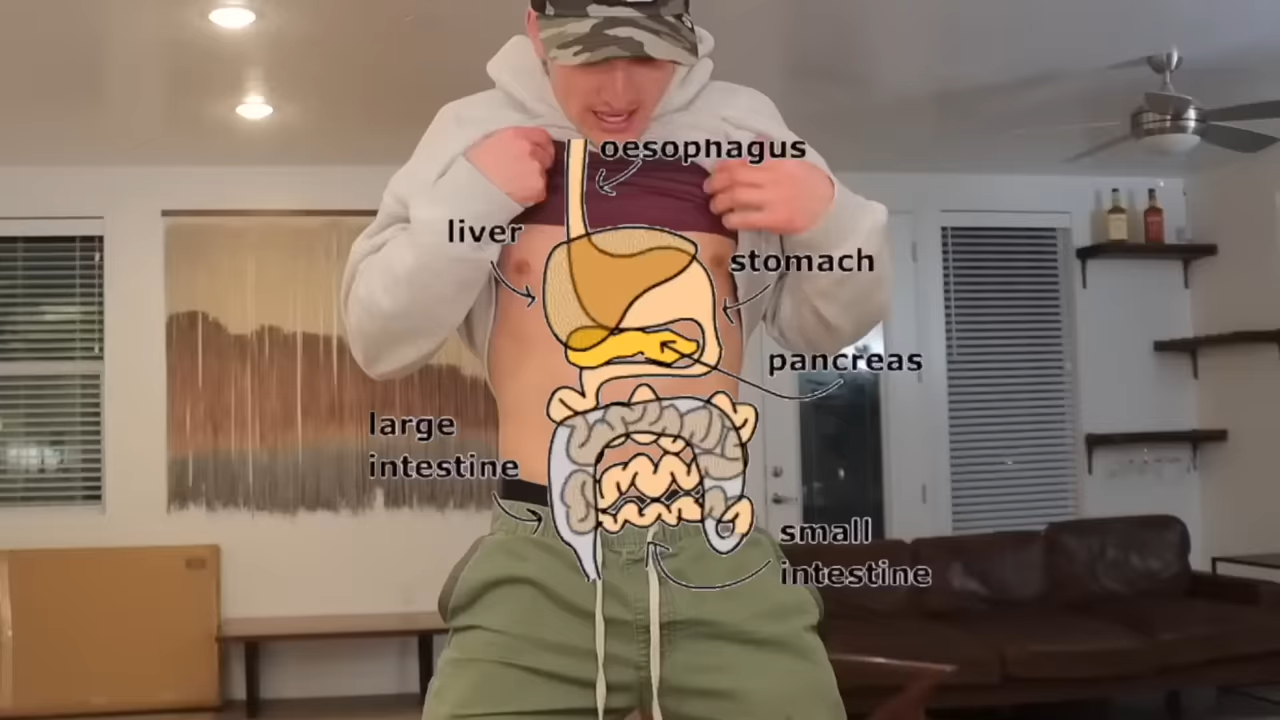 oesophagus
liver
stomach
pancreas
large
intestine
small
intestine